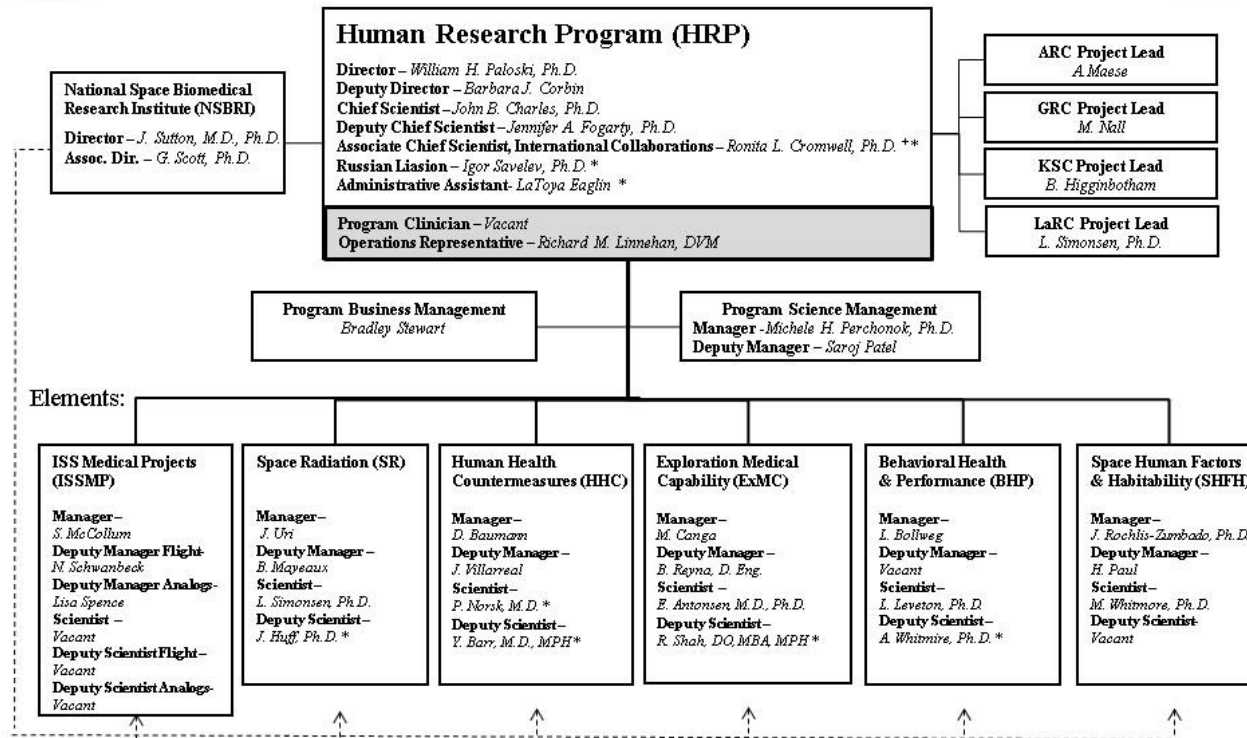 Human Research Program (HRP)
Director – William H. Paloski, Ph.D.
Deputy Director – Barbara J. Corbin
Chief Scientist – John B. Charles, Ph.D.
Deputy Chief Scientist – Jennifer A. Fogarty, Ph.D.
Associate Chief Scientist, International Collaborations – Ronita L. Cromwell, Ph.D. +*
Russian Liasion – Igor Savelev, Ph.D. *
Administrative Assistant- LaToya Eaglin *
Program Clinician – Vacant
Operations Representative – Richard M. Linnehan, DVM
National Space Biomedical
Research Institute (NSBRI)
Director – J. Sutton, M.D., Ph.D.
Assoc. Dir. – G. Scott, Ph.D.
ARC Project Lead
A Maese
GRC Project Lead
M. Nall
KSC Project Lead
B. Higginbotham
LaRC Project Lead
L. Simonsen, Ph.D.
Program Business Management
Bradley Stewart
Program Science Management
Manager -Michele H. Perchonok, Ph.D.
Deputy Manager – Saroj Patel
Elements:
ISS Medical Projects
(ISSMP)
Manager–
S. McCollum
Deputy Manager Flight-
N. Schwanbeck
Deputy Manager Analogs-
Lisa Spence
Scientist –
Vacant
Deputy Scientist Flight–
Vacant
Deputy Scientist Analogs-
Vacant
Space Radiation (SR)
Manager–
J. Uri
Deputy Manager –
B. Mayeaux
Scientist–
L. Simonsen, Ph.D.
Deputy Scientist–
J. Huff, Ph.D. *
Human Health
Countermeasures (HHC)
Manager–
D. Baumann
Deputy Manager–
J. Villarreal
Scientist–
P. Norsk, M.D. *
Deputy Scientist–
Y. Barr, M.D., MPH*
Exploration Medical
Capability (ExMC)
Manager–
M. Canga
Deputy Manager–
B. Reyna, D. Eng.
Scientist–
E. Antonsen, M.D., Ph.D.
Deputy Scientist–
R. Shah, DO, MBA, MPH*
Behavioral Health
& Performance (BHP)
Manager–
L. Bollweg
Deputy Manager–
Vacant
Scientist–
L. Leveton, Ph.D.
Deputy Scientist–
A. Whitmire, Ph.D. *
Space Human Factors
& Habitability (SHFH)
Manager–
J. Rochlis-Zumbado, Ph.D.
Deputy Manager–
H. Paul
Scientist–
M. Whitmore, Ph.D.
Deputy Scientist-
Vacant